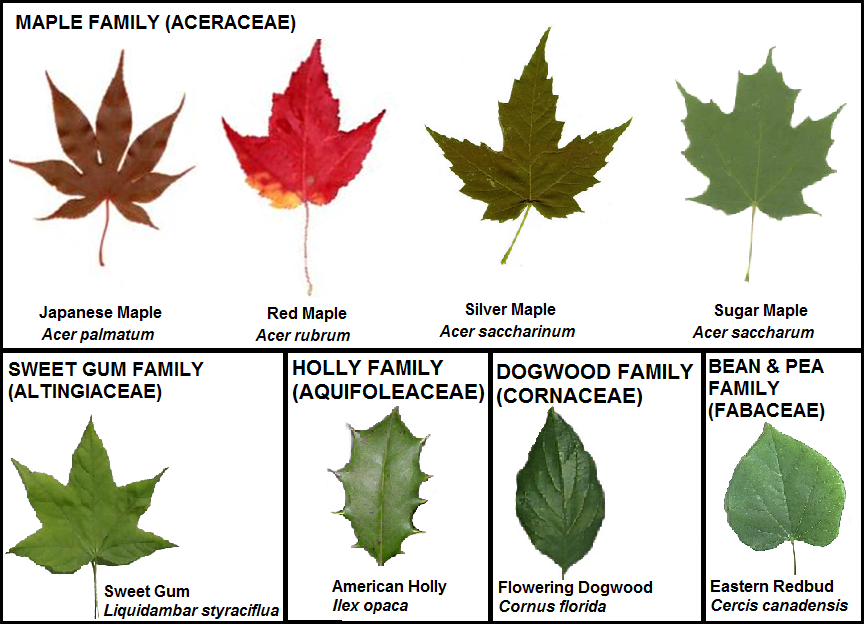 MAPLE FAMILY (ACERACEAE)
Japanese Maple
Acer palmatum
Red Maple
Acer rubrum
Silver Maple
Acer saccharinum
Sugar Maple
Acer saccharum
SWEET GUM FAMILY
(ALTINGIACEAE)
Sweet Gum
Liquidambar styraciflua
HOLLY FAMILY
(AQUIFOLEACEAE)
American Holly
Ilex opaca
DOGWOOD FAMILY
(CORNACEAE)
Flowering Dogwood
Cornus florida
BEAN & PEA
FAMILY
(FABACEAE)
Eastern Redbud
Cercis canadensis